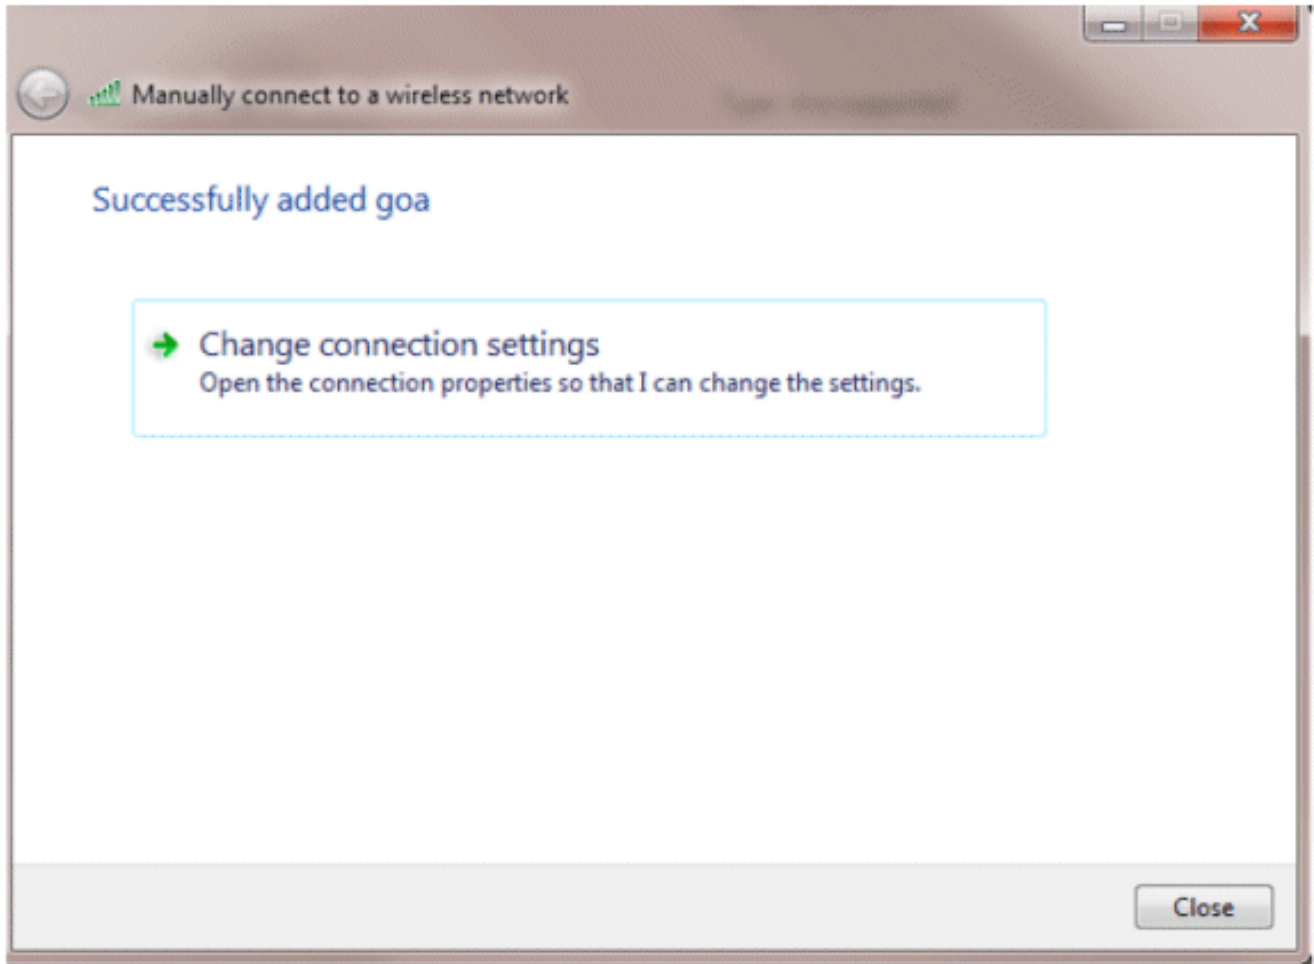 Manually connect to a wireless network
Successfully added goa
Change connection settings
Open the connection properties so that I can change the settings.
Close